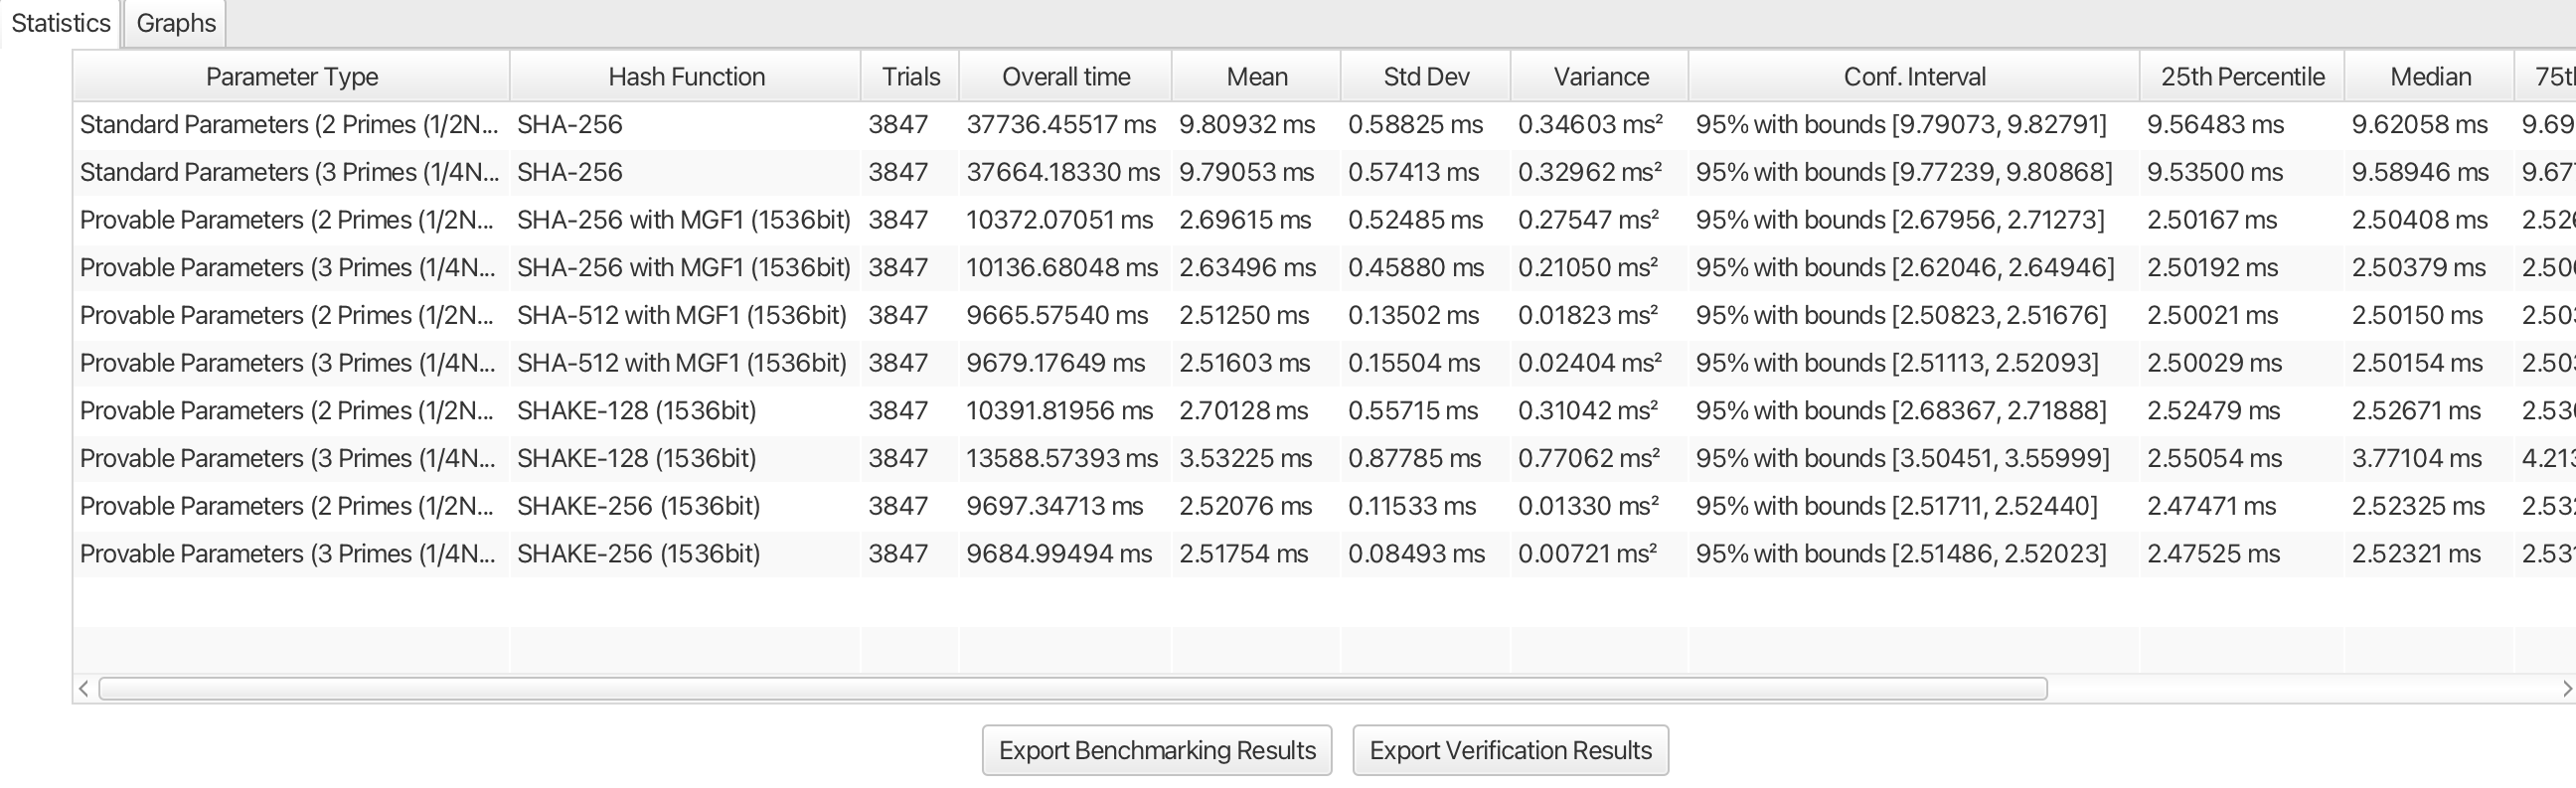 Statistics Graphs
Parameter Type Hash Function Trials Overall time Mean Std Dev Variance Conf. Interval 25th Percentile Median 75t
Standard Parameters (2 Primes (1/2N... SHA-256 3847 37736.45517 ms 9.80932 ms 0.58825 ms 0.34603 ms² 95% with bounds [9.79073, 9.82791] 9.56483 ms 9.62058 ms 9.69
Standard Parameters (3 Primes (1/4N... SHA-256 3847 37664.18330 ms 9.79053 ms 0.57413 ms 0.32962 ms² 95% with bounds [9.77239, 9.80868] 9.53500 ms 9.58946 ms 9.67
Provable Parameters (2 Primes (1/2N... SHA-256 with MGF1 (1536bit) 3847 10372.07051 ms 2.69615 ms 0.52485 ms 0.27547 ms² 95% with bounds [2.67956, 2.71273] 2.50167 ms 2.50408 ms 2.52
Provable Parameters (3 Primes (1/4N... SHA-256 with MGF1 (1536bit) 3847 10136.68048 ms 2.63496 ms 0.45880 ms 0.21050 ms² 95% with bounds [2.62046, 2.64946] 2.50192 ms 2.50379 ms 2.50
Provable Parameters (2 Primes (1/2N... SHA-512 with MGF1 (1536bit) 3847 9665.57540 ms 2.51250 ms 0.13502 ms 0.01823 ms² 95% with bounds [2.50823, 2.51676] 2.50021 ms 2.50150 ms 2.50
Provable Parameters (3 Primes (1/4N... SHA-512 with MGF1 (1536bit) 3847 9679.17649 ms 2.51603 ms 0.15504 ms 0.02404 ms² 95% with bounds [2.51113, 2.52093] 2.50029 ms 2.50154 ms 2.50
Provable Parameters (2 Primes (1/2N... SHAKE-128 (1536bit) 3847 10391.81956 ms 2.70128 ms 0.55715 ms 0.31042 ms² 95% with bounds [2.68367, 2.71888] 2.52479 ms 2.52671 ms 2.53
Provable Parameters (3 Primes (1/4N... SHAKE-128 (1536bit) 3847 13588.57393 ms 3.53225 ms 0.87785 ms 0.77062 ms² 95% with bounds [3.50451, 3.55999] 2.55054 ms 3.77104 ms 4.21
Provable Parameters (2 Primes (1/2N... SHAKE-256 (1536bit) 3847 9697.34713 ms 2.52076 ms 0.11533 ms 0.01330 ms² 95% with bounds [2.51711, 2.52440] 2.47471 ms 2.52325 ms 2.53
Provable Parameters (3 Primes (1/4N... SHAKE-256 (1536bit) 3847 9684.99494 ms 2.51754 ms 0.08493 ms 0.00721 ms² 95% with bounds [2.51486, 2.52023] 2.47525 ms 2.52321 ms 2.53
Export Benchmarking Results Export Verification Results